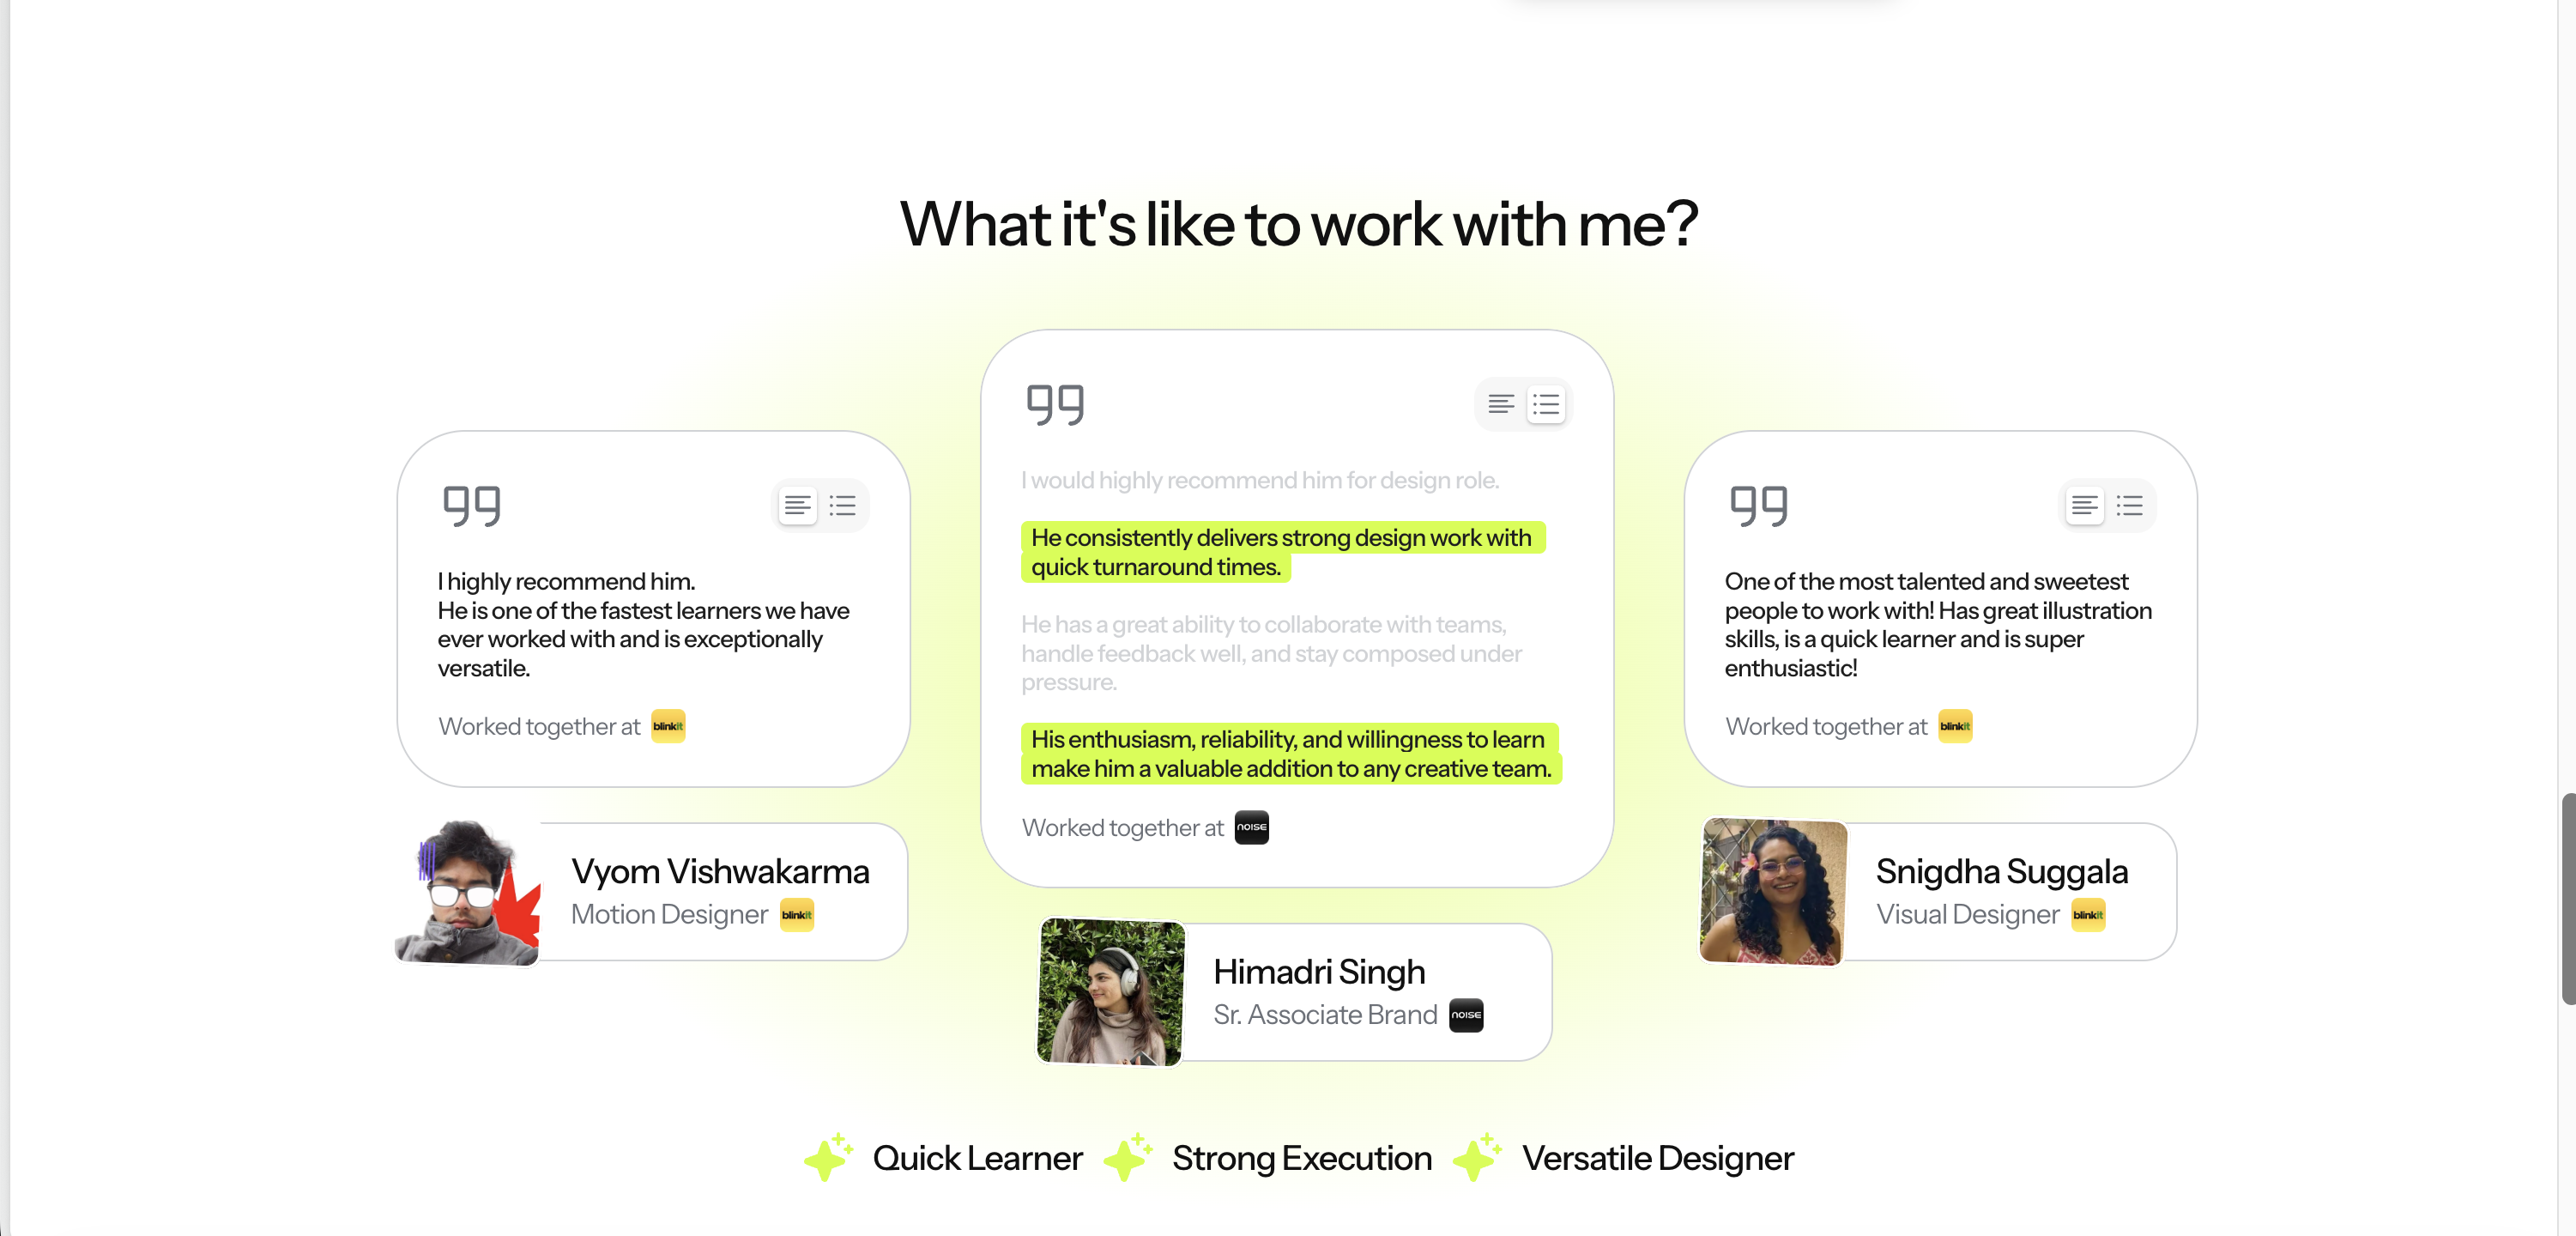 What it's like to work with me?
I highly recommend him.
He is one of the fastest learners we have
ever worked with and is exceptionally
versatile.
Worked together at blinkit
Vyom Vishwakarma
Motion Designer blinkit
I would highly recommend him for design role.
He consistently delivers strong design work with
quick turnaround times.
He has a great ability to collaborate with teams,
handle feedback well, and stay composed under
pressure.
His enthusiasm, reliability, and willingness to learn
make him a valuable addition to any creative team.
Worked together at noise
Himadri Singh
Sr. Associate Brand noise
One of the most talented and sweetest
people to work with! Has great illustration
skills, is a quick learner and is super
enthusiastic!
Worked together at blinkit
Snigdha Suggala
Visual Designer blinkit
Quick Learner Strong Execution Versatile Designer